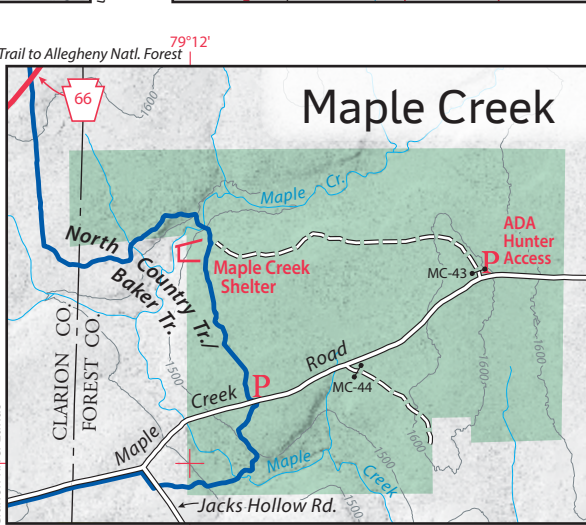 79°12'
Trail to Allegheny Natl. Forest
66
1600
Maple Creek
Maple Cr.
North Country Tr./
Baker Tr.
Maple Creek
Shelter
ADA
Hunter
Access
P
MC-43
CLARION CO.
FOREST CO.
1500
Maple Creek Road
P
MC-44
1500
1600
1600
1500
1600
Maple Creek
1500
Jacks Hollow Rd.